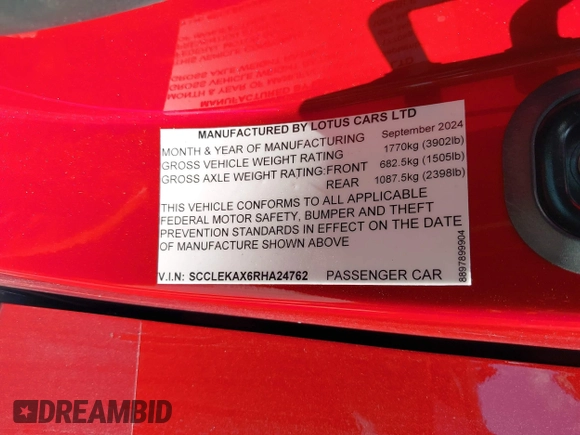 MANUFACTURED BY LOTUS CARS LTD
MONTH & YEAR OF MANUFACTURING September 2024
GROSS VEHICLE WEIGHT RATING 1770kg (3902lb)
GROSS AXLE WEIGHT RATING:FRONT 682.5kg (1505lb)
REAR 1087.5kg (2398lb)
THIS VEHICLE CONFORMS TO ALL APPLICABLE
FEDERAL MOTOR SAFETY, BUMPER AND THEFT
PREVENTION STANDARDS IN EFFECT ON THE DATE
OF MANUFACTURE SHOWN ABOVE
V.I.N: SCCLEKAX6RHA24762 PASSENGER CAR
8897899904
DREAMBID